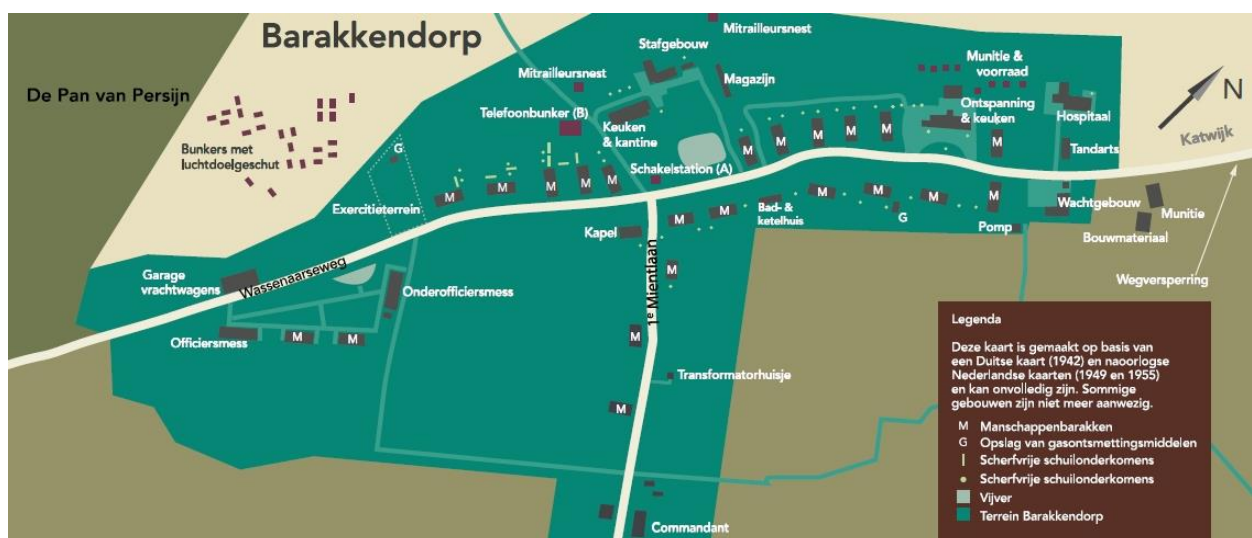 Barakkendorp
De Pan van Persijn
Bunkers met
luchtdoelgeschut
Mitrailleursnest
Stafgebouw
Mitrailleursnest
Magazijn
Telefoonbunker (B)
Keuken
& kantine
Munitie &
voorraad
Ontspanning
& keuken
Hospitaal
Tandarts
N
Katwijk
G
Exercitieterrein
M
M
M
M
M
Schakelstation (A)
M
M
M
M
M
M
Kapel
M
M
Bad- &
ketelhuis
M
M
G
M
M
Pomp
Wachtgebouw
Munitie
Bouwmateriaal
Wegversperring
Garage
vrachtwagens
Wassenaarseweg
Onderofficiersmess
Officiersmess
M
M
1e Mientlaan
M
M
M
Transformatorhuisje
Commandant
Legenda
Deze kaart is gemaakt op basis van
een Duitse kaart (1942) en naoorlogse
Nederlandse kaarten (1949 en 1955)
en kan onvolledig zijn. Sommige
gebouwen zijn niet meer aanwezig.
M Manschappenbarakken
G Opslag van gasontsmettingsmiddelen
Scherfvrije schuilonderkomens
Scherfvrije schuilonderkomens
Vijver
Terrein Barakkendorp